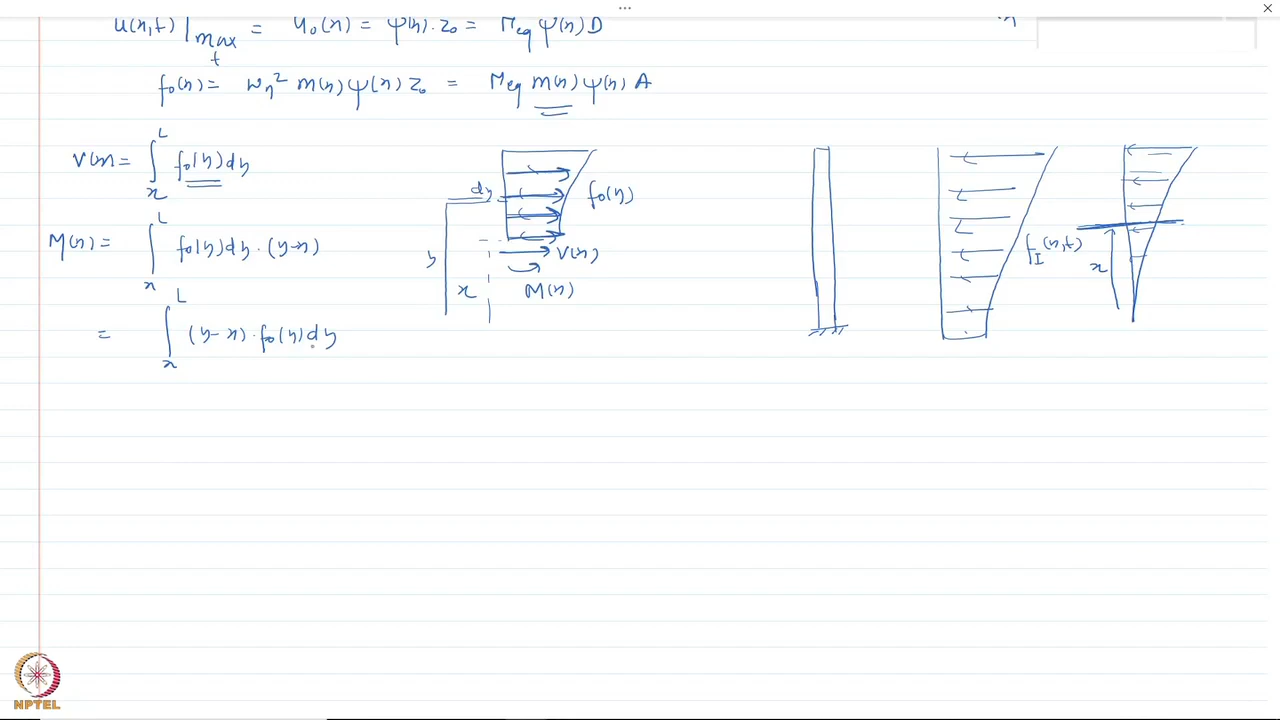 u(x,t)|max t = u₀(x) = ψ(x)·z₀ = Γeq ψ(x) D
f₀(x) = ωₙ² m(x) ψ(x) z₀ = Γeq m(x) ψ(x) A
V(x) = ∫ₓᴸ f₀(y) dy
M(x) = ∫ₓᴸ f₀(y) dy · (y-x)
= ∫ₓᴸ (y-x) · f₀(y) dy
dy
f₀(y)
y
V(x)
x
M(x)
f_I(x,t)
x
NPTEL